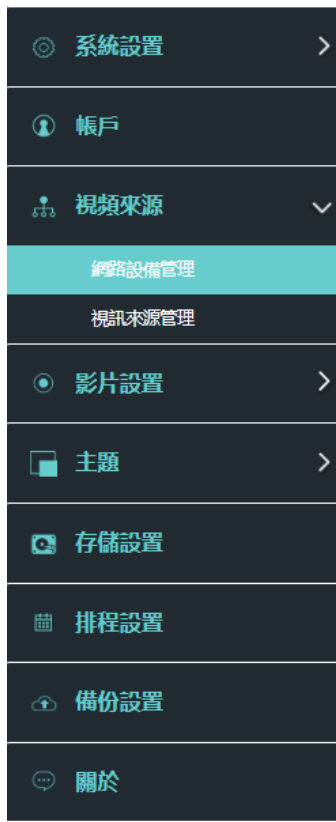 系統設置
帳戶
視頻來源
網路設備管理
視訊來源管理
影片設置
主題
存儲設置
排程設置
備份設置
關於